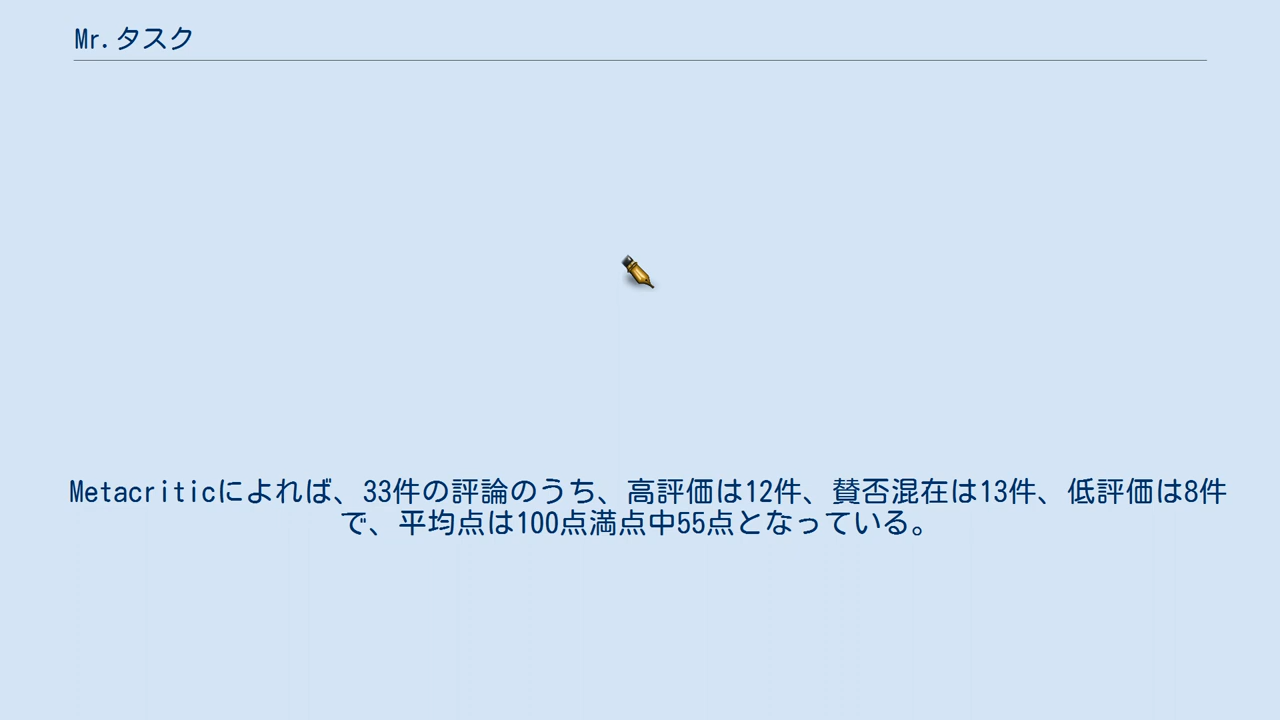 Mr.タスク
Metacriticによれば、33件の評論のうち、高評価は12件、賛否混在は13件、低評価は8件
で、平均点は100点満点中55点となっている。